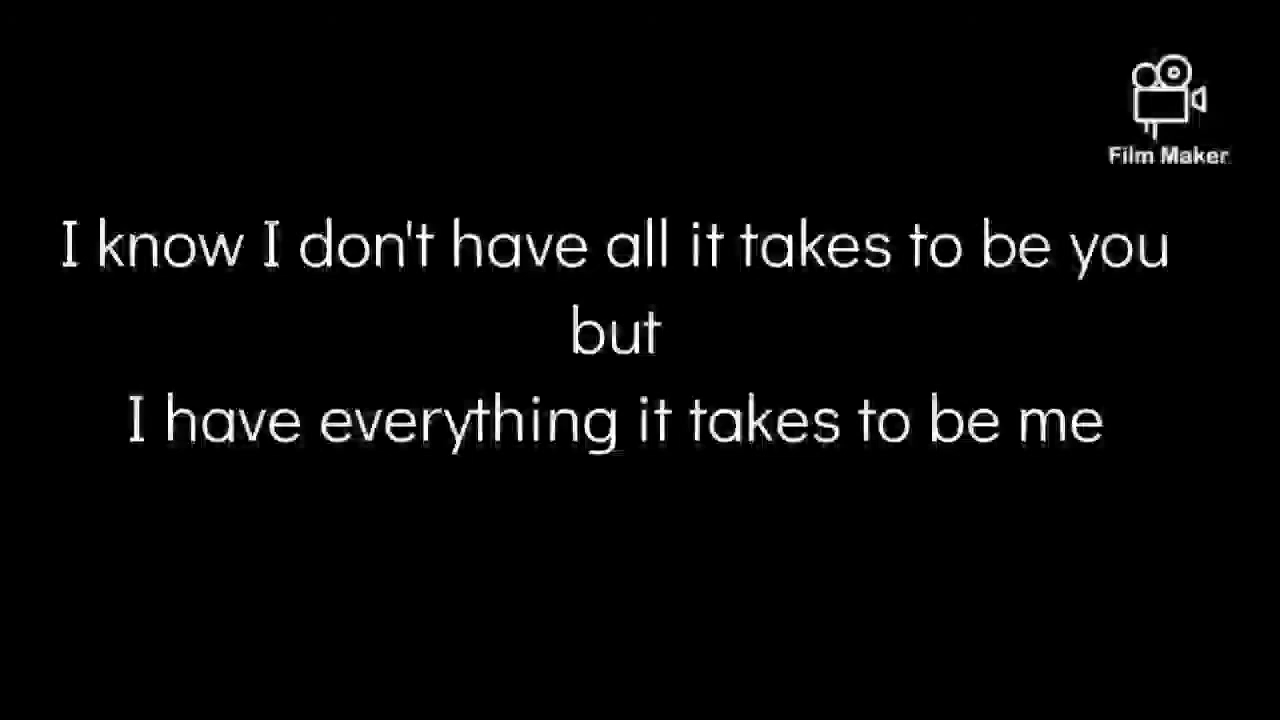 Film Maker
I know I don't have all it takes to be you
but
I have everything it takes to be me